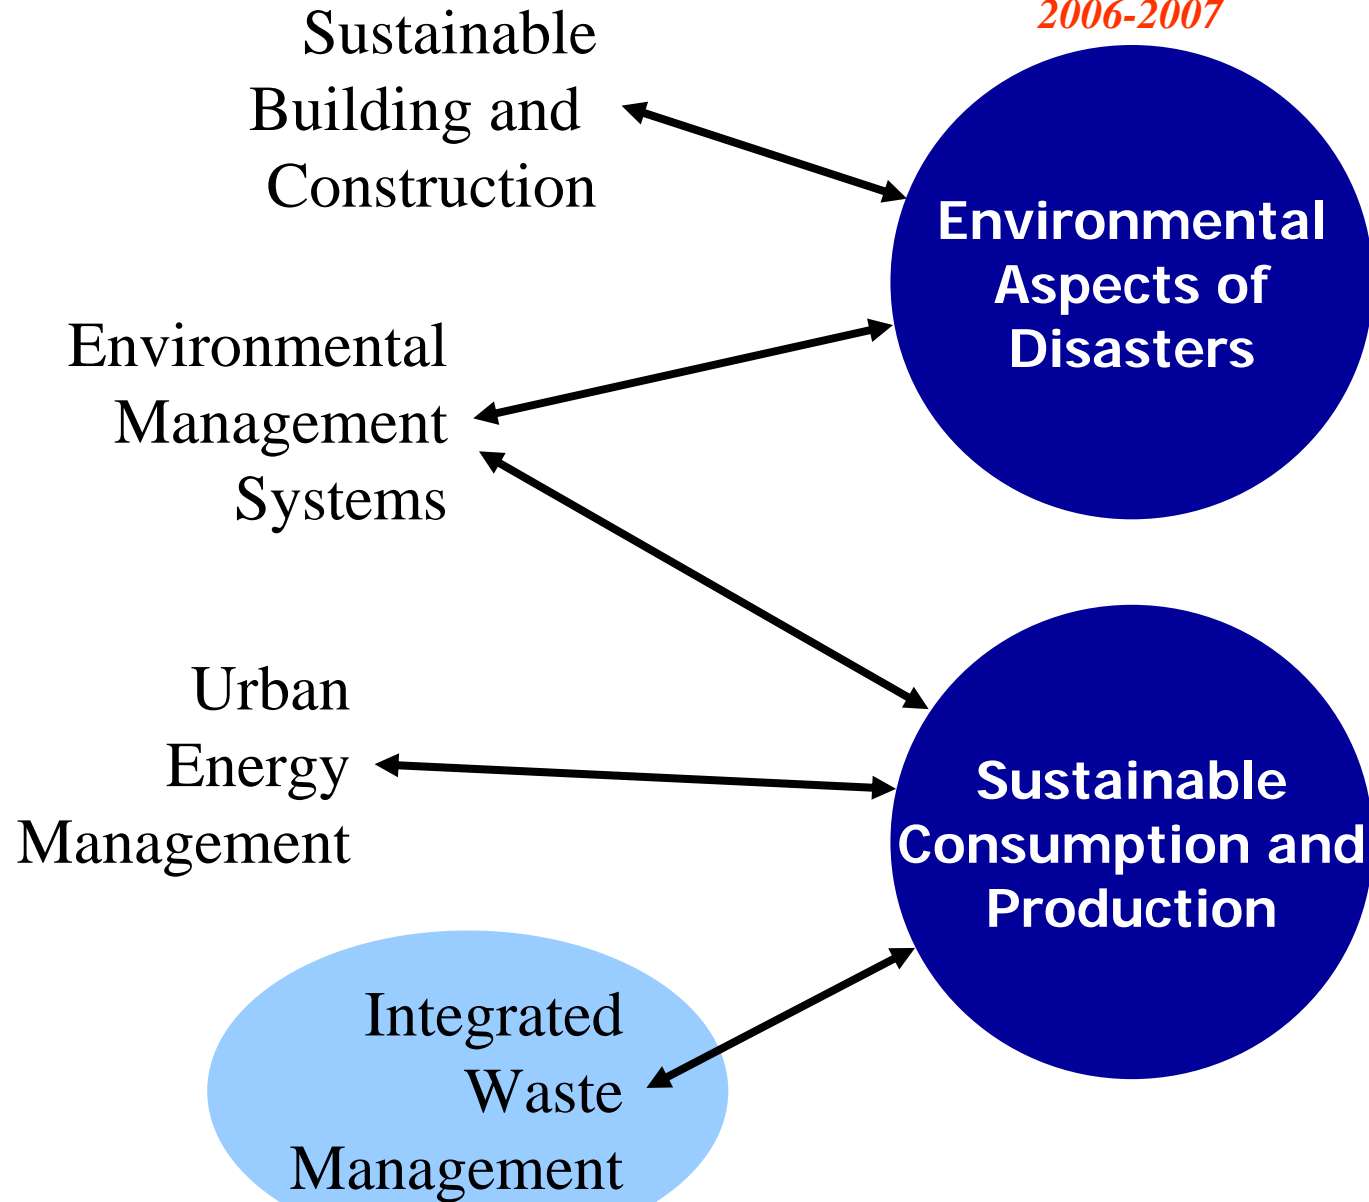 2006-2007
Sustainable
Building and
Construction
Environmental
Aspects of
Disasters
Environmental
Management
Systems
Urban
Energy
Management
Sustainable
Consumption and
Production
Integrated
Waste
Management